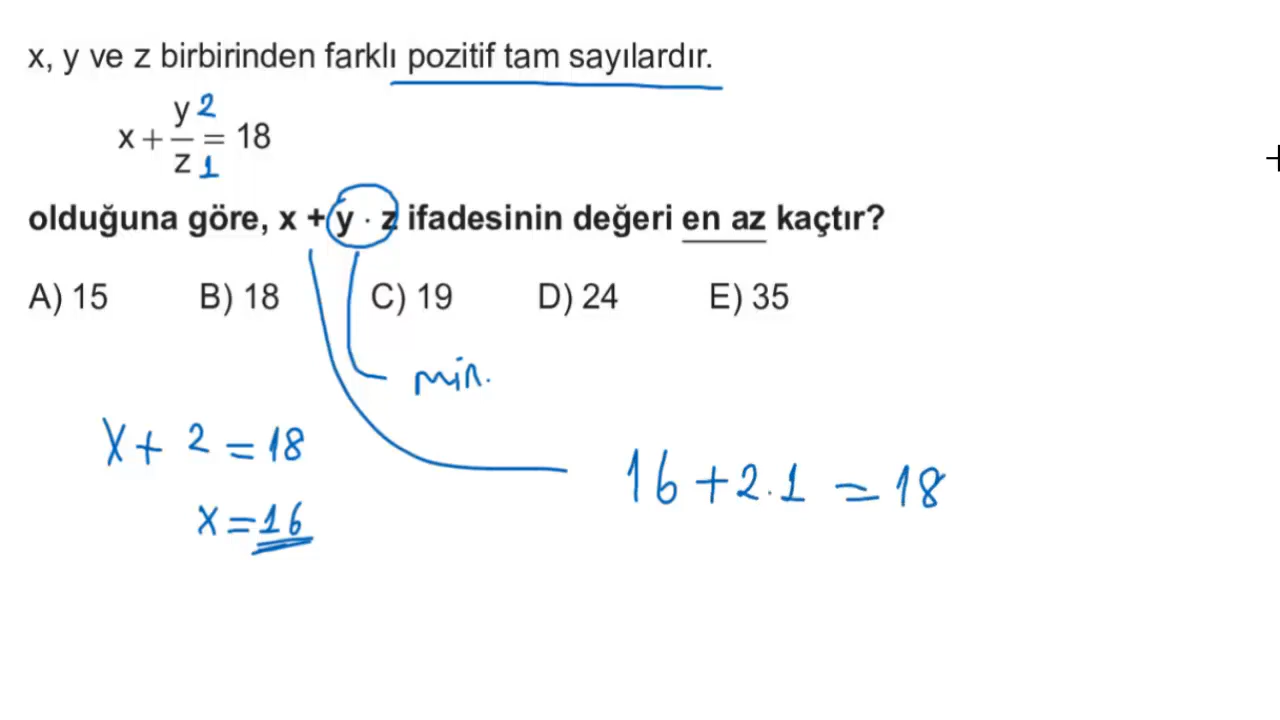 x, y ve z birbirinden farklı pozitif tam sayılardır.
x + y/z = 18
2
1
olduğuna göre, x + y · z ifadesinin değeri en az kaçtır?
A) 15 B) 18 C) 19 D) 24 E) 35
min.
x + 2 = 18
x = 16
16 + 2.1 = 18